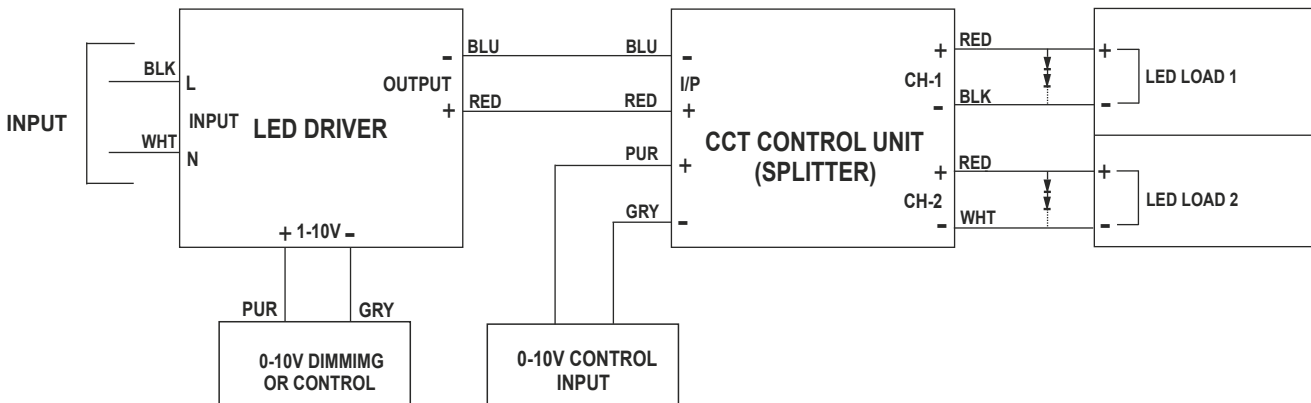 INPUT
BLK
WHT
L
INPUT
N
LED DRIVER
OUTPUT
-
+
+ 1-10V -
PUR
GRY
0-10V DIMMIMG
OR CONTROL
BLU
RED
BLU
RED
PUR
GRY
0-10V CONTROL
INPUT
-
I/P
+
+
-
CCT CONTROL UNIT
(SPLITTER)
+
CH-1
-
+
CH-2
-
RED
BLK
RED
WHT
+
-
LED LOAD 1
+
-
LED LOAD 2